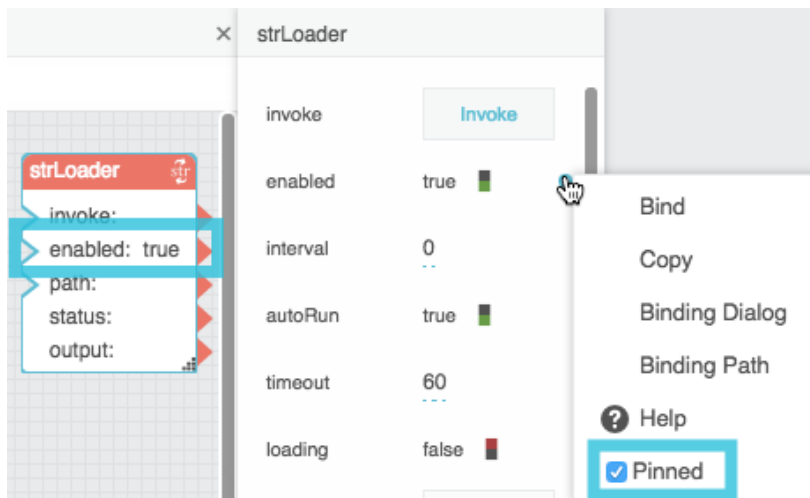 × strLoader
invoke Invoke
strLoader str
enabled true
invoke:
enabled: true
interval 0
path:
status:
autoRun true
output:
timeout 60
loading false
Bind
Copy
Binding Dialog
Binding Path
? Help
Pinned